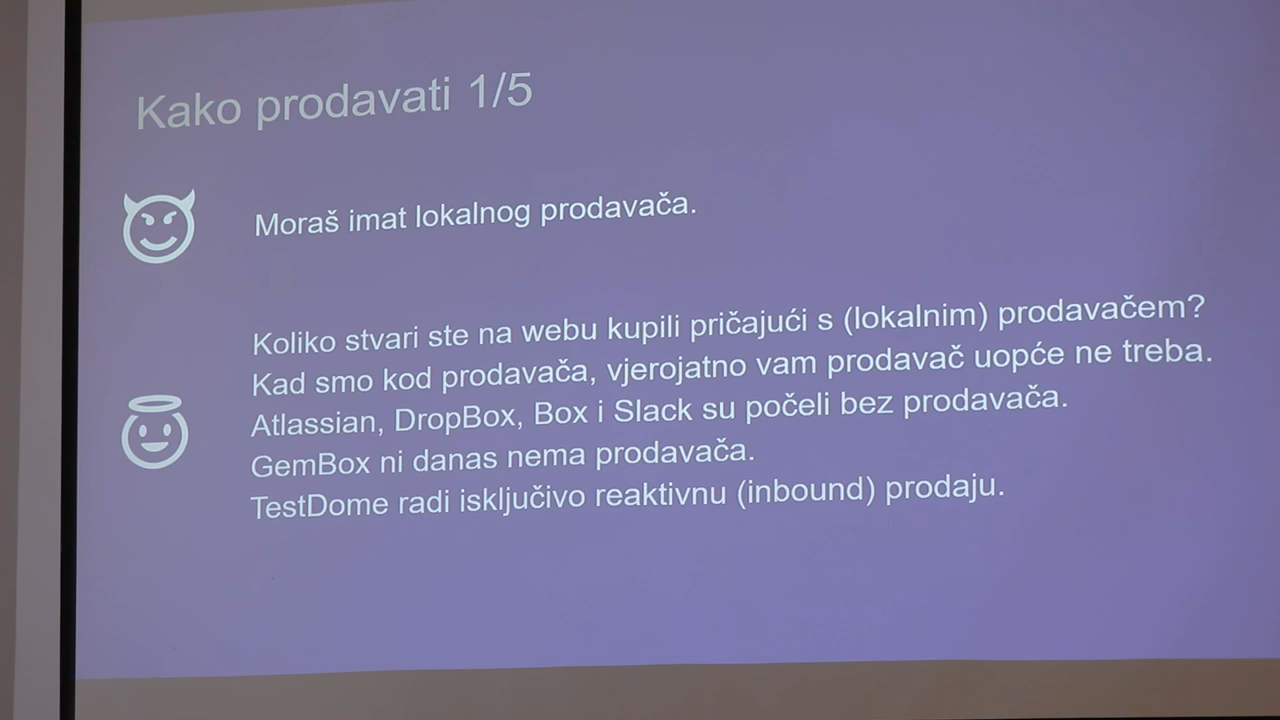 Kako prodavati 1/5
Moraš imat lokalnog prodavača.
Koliko stvari ste na webu kupili pričajući s (lokalnim) prodavačem?
Kad smo kod prodavača, vjerojatno vam prodavač uopće ne treba.
Atlassian, DropBox, Box i Slack su počeli bez prodavača.
GemBox ni danas nema prodavača.
TestDome radi isključivo reaktivnu (inbound) prodaju.